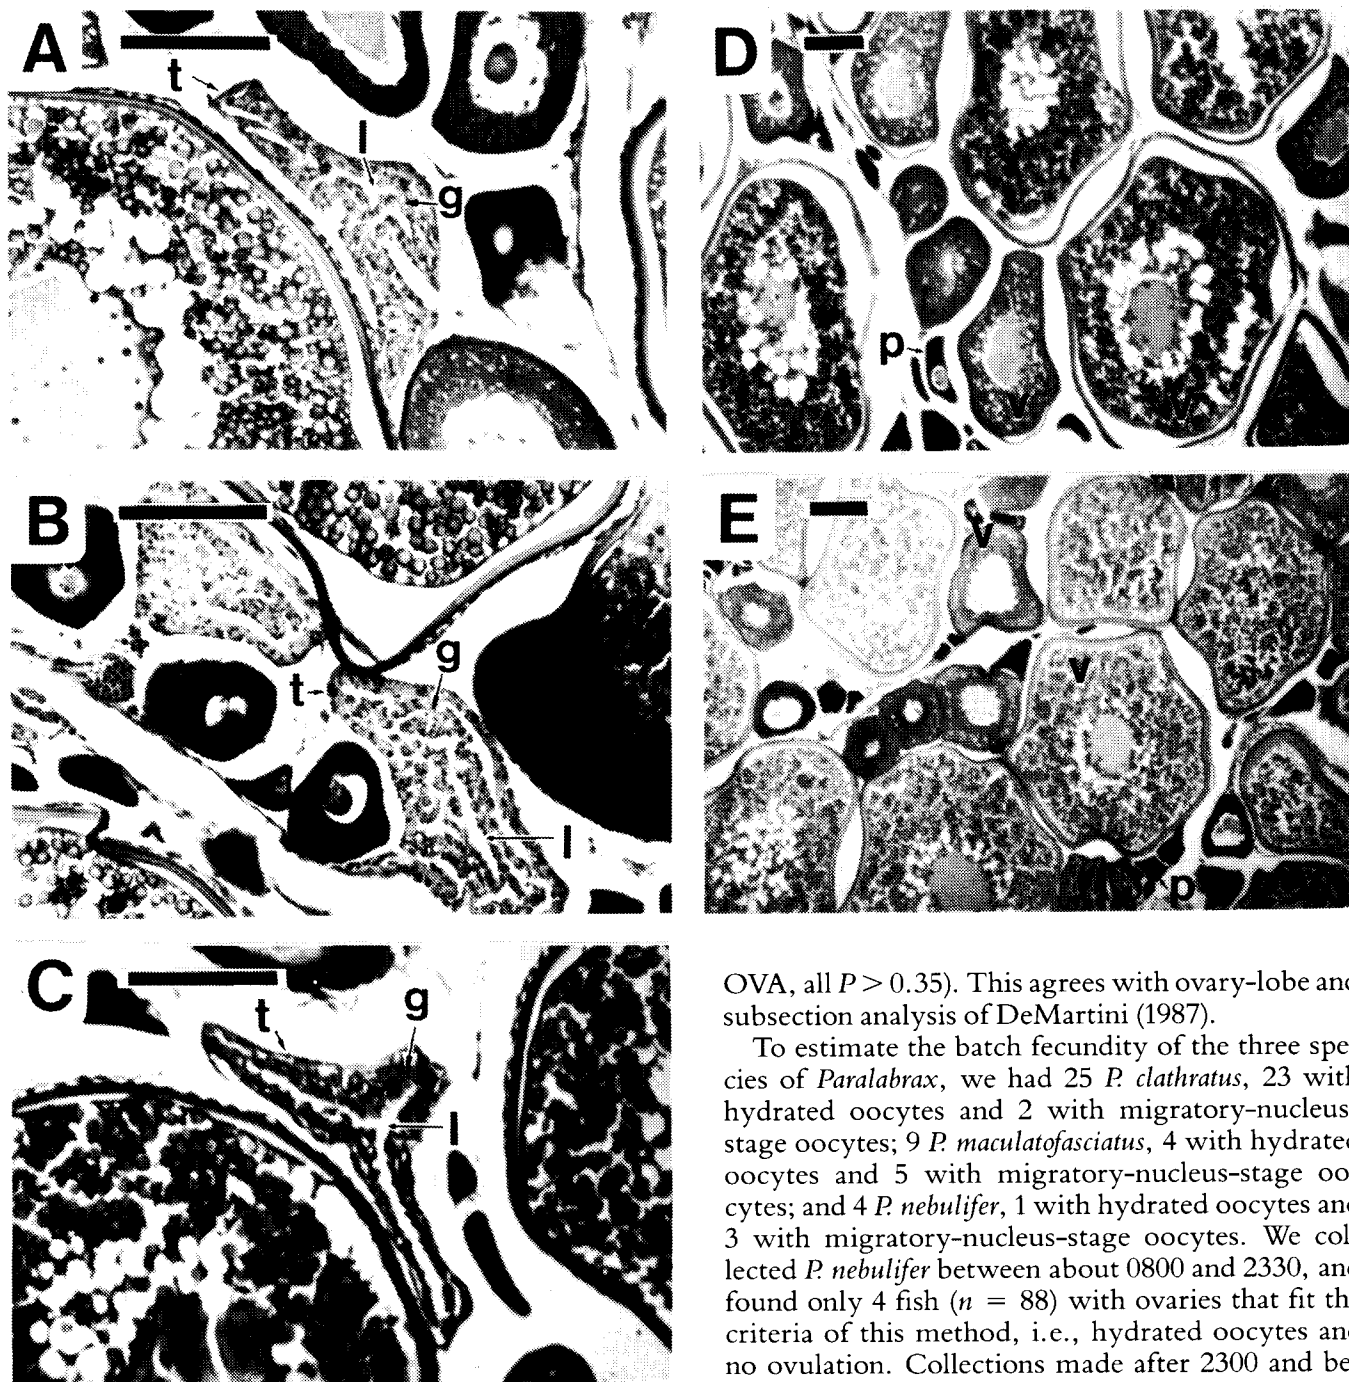 A
t
l
g
B
g
t
l
C
g
t
l
D
p
v
v
E
v
v
p
OVA, all P > 0.35). This agrees with ovary-lobe and
subsection analysis of DeMartini (1987).
To estimate the batch fecundity of the three spe-
cies of Paralabrax, we had 25 P. clathratus, 23 with
hydrated oocytes and 2 with migratory-nucleus-
stage oocytes; 9 P. maculatofasciatus, 4 with hydrated
oocytes and 5 with migratory-nucleus-stage oo-
cytes; and 4 P. nebulifer, 1 with hydrated oocytes and
3 with migratory-nucleus-stage oocytes. We col-
lected P. nebulifer between about 0800 and 2330, and
found only 4 fish (n = 88) with ovaries that fit the
criteria of this method, i.e., hydrated oocytes and
no ovulation. Collections made after 2300 and be-